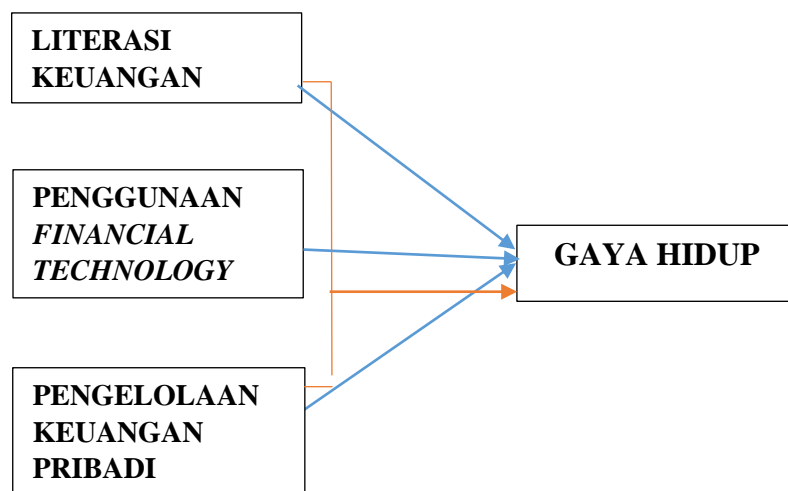 LITERASI
KEUANGAN
PENGGUNAAN
FINANCIAL
TECHNOLOGY
GAYA HIDUP
PENGELOLAAN
KEUANGAN
PRIBADI